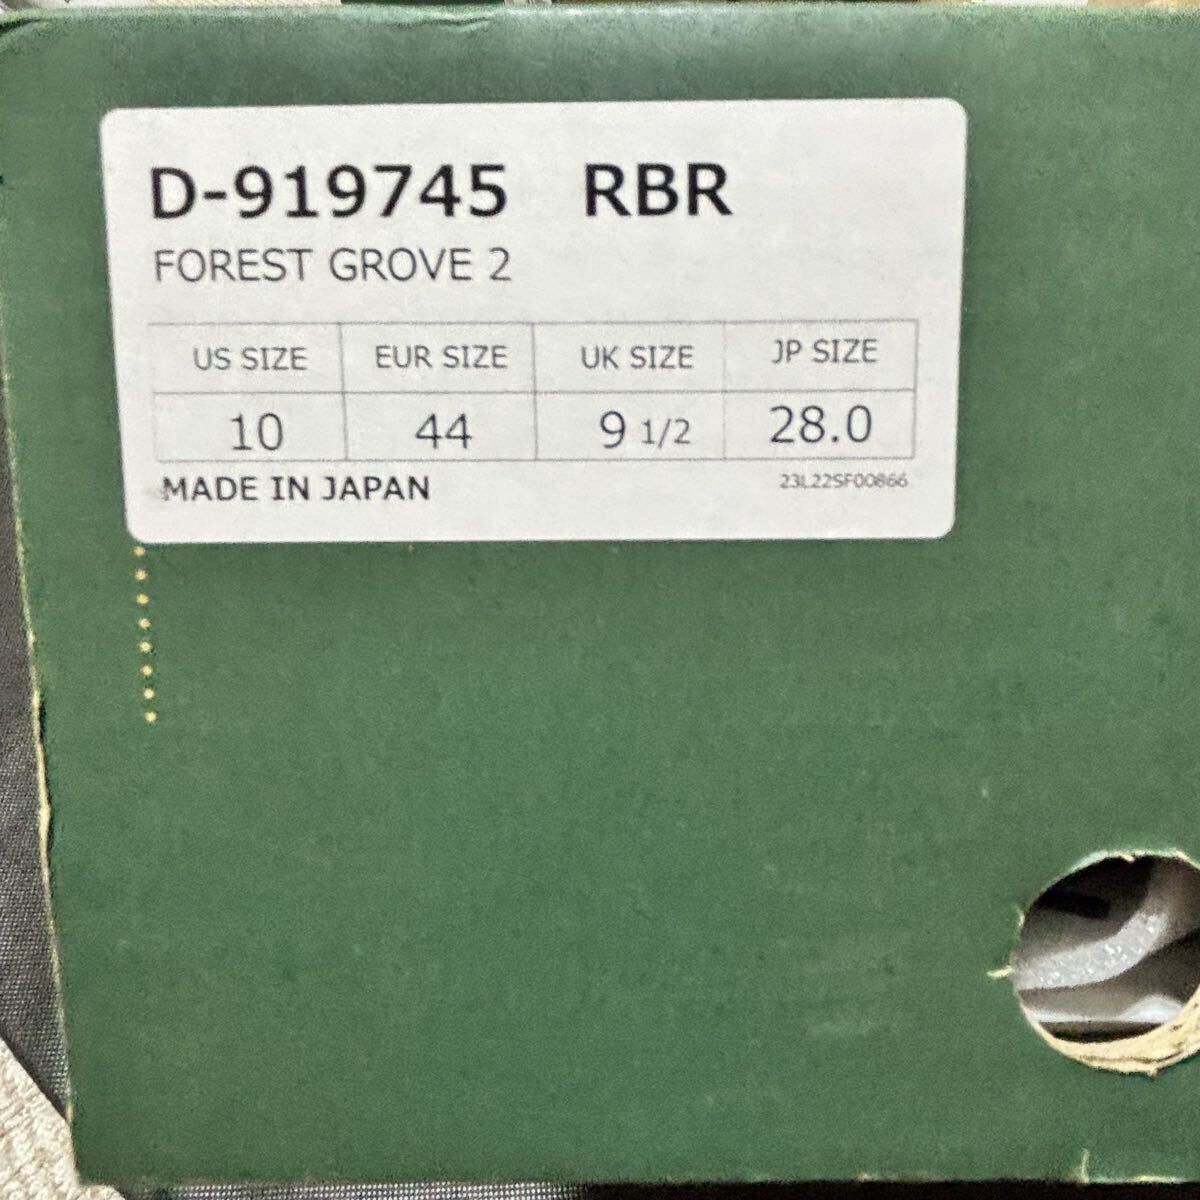 D-919745 RBR
FOREST GROVE 2
US SIZE EUR SIZE UK SIZE JP SIZE
10 44 9 1/2 28.0
MADE IN JAPAN 23L22SF00866